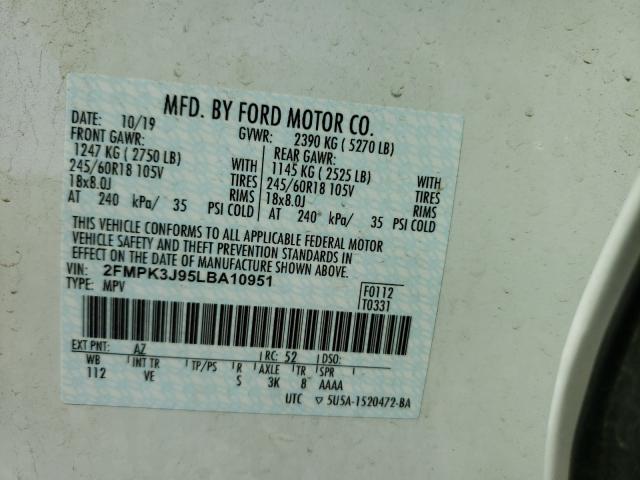 MFD. BY FORD MOTOR CO.
DATE: 10/19 GVWR: 2390 KG ( 5270 LB)
FRONT GAWR: REAR GAWR:
1247 KG ( 2750 LB) WITH 1145 KG ( 2525 LB) WITH
245/60R18 105V TIRES 245/60R18 105V TIRES
18x8.0J RIMS 18x8.0J RIMS
AT 240 kPa/ 35 PSI COLD AT 240 kPa/ 35 PSI COLD
THIS VEHICLE CONFORMS TO ALL APPLICABLE FEDERAL MOTOR
VEHICLE SAFETY AND THEFT PREVENTION STANDARDS IN
EFFECT ON THE DATE OF MANUFACTURE SHOWN ABOVE.
VIN: 2FMPK3J95LBA10951 F0112
TYPE: MPV T0331
EXT PNT: AZ RC: 52 DSO:
WB INT TR TP/PS R AXLE TR SPR
112 VE S 3K 8 AAAA
UTC ▽ 5U5A-1520472-BA